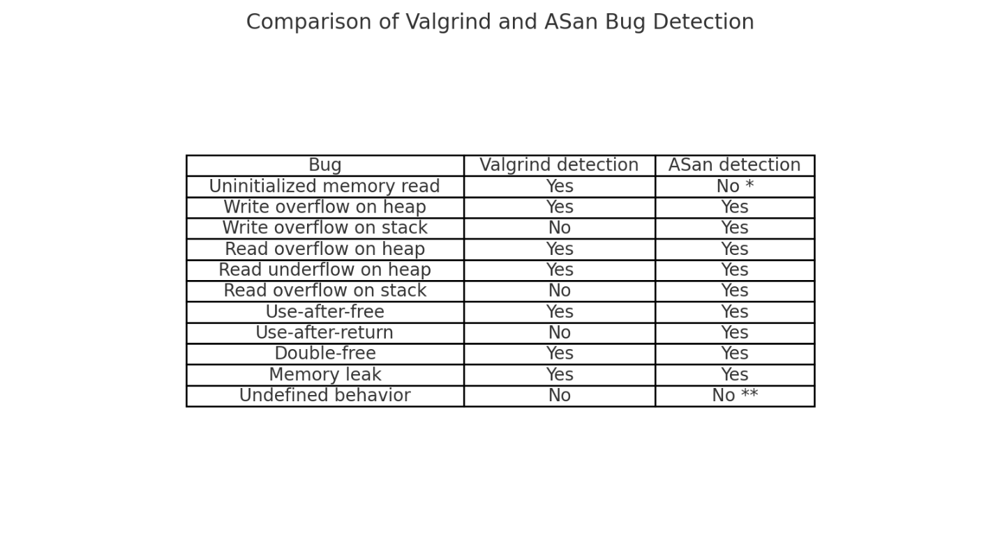 Comparison of Valgrind and ASan Bug Detection
Bug Valgrind detection ASan detection
Uninitialized memory read Yes No *
Write overflow on heap Yes Yes
Write overflow on stack No Yes
Read overflow on heap Yes Yes
Read underflow on heap Yes Yes
Read overflow on stack No Yes
Use-after-free Yes Yes
Use-after-return No Yes
Double-free Yes Yes
Memory leak Yes Yes
Undefined behavior No No **